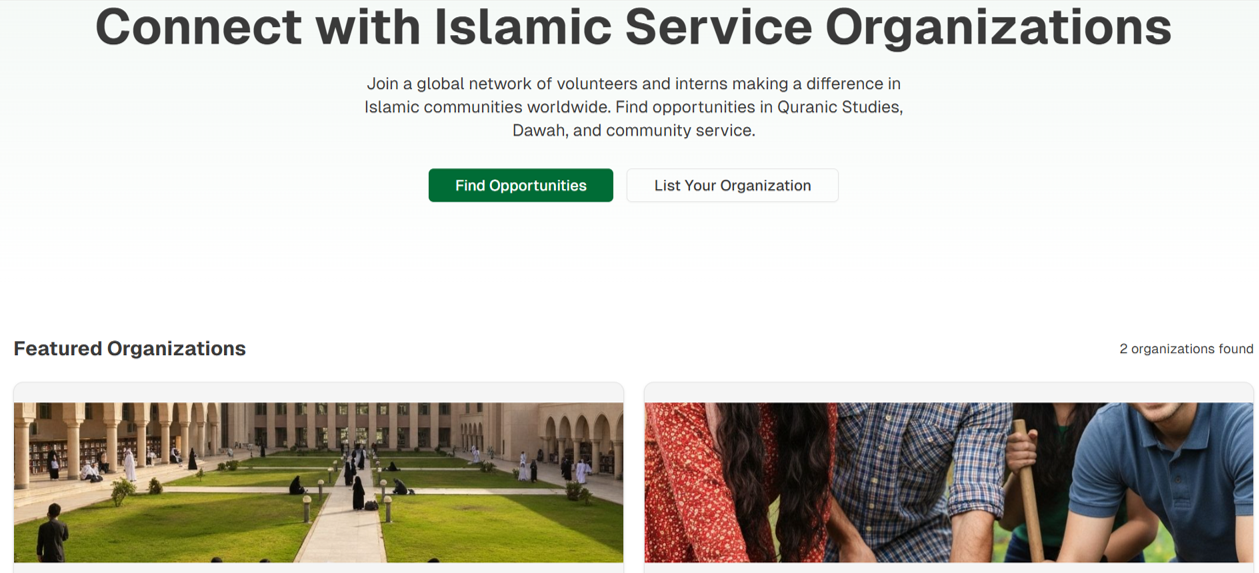 Connect with Islamic Service Organizations
Join a global network of volunteers and interns making a difference in
Islamic communities worldwide. Find opportunities in Quranic Studies,
Dawah, and community service.
Find Opportunities
List Your Organization
Featured Organizations
2 organizations found